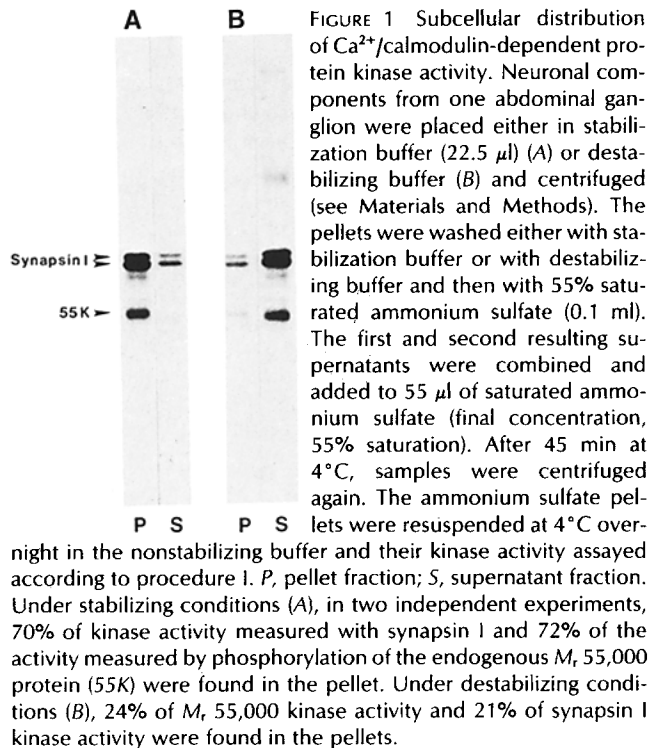 A B
Synapsin I
55K
P S P S
FIGURE 1 Subcellular distribution
of Ca²⁺/calmodulin-dependent pro-
tein kinase activity. Neuronal com-
ponents from one abdominal gan-
glion were placed either in stabili-
zation buffer (22.5 μl) (A) or desta-
bilizing buffer (B) and centrifuged
(see Materials and Methods). The
pellets were washed either with sta-
bilization buffer or with destabiliz-
ing buffer and then with 55% satu-
rated ammonium sulfate (0.1 ml).
The first and second resulting su-
pernatants were combined and
added to 55 μl of saturated ammo-
nium sulfate (final concentration,
55% saturation). After 45 min at
4°C, samples were centrifuged
again. The ammonium sulfate pel-
lets were resuspended at 4°C over-
night in the nonstabilizing buffer and their kinase activity assayed
according to procedure I. P, pellet fraction; S, supernatant fraction.
Under stabilizing conditions (A), in two independent experiments,
70% of kinase activity measured with synapsin I and 72% of the
activity measured by phosphorylation of the endogenous Mᵣ 55,000
protein (55K) were found in the pellet. Under destabilizing condi-
tions (B), 24% of Mᵣ 55,000 kinase activity and 21% of synapsin I
kinase activity were found in the pellets.